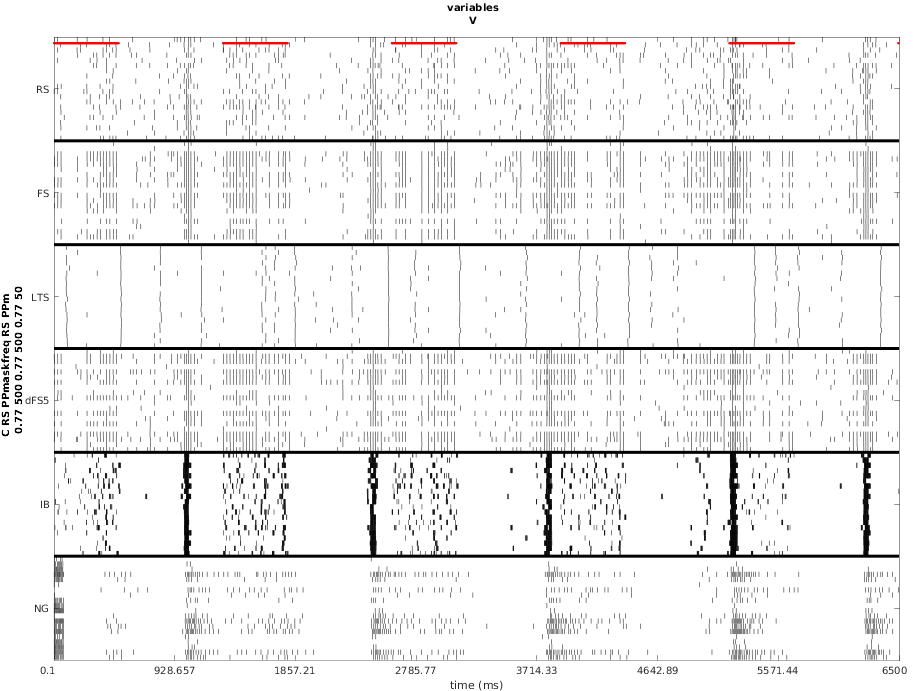 variables
V
RS
FS
LTS
dFS5
IB
NG
C RS PPmaskfreq RS PPm
0.77 500 0.77 500 0.77 50
0.1 928.657 1857.21 2785.77 3714.33 4642.89 5571.44 6500
time (ms)